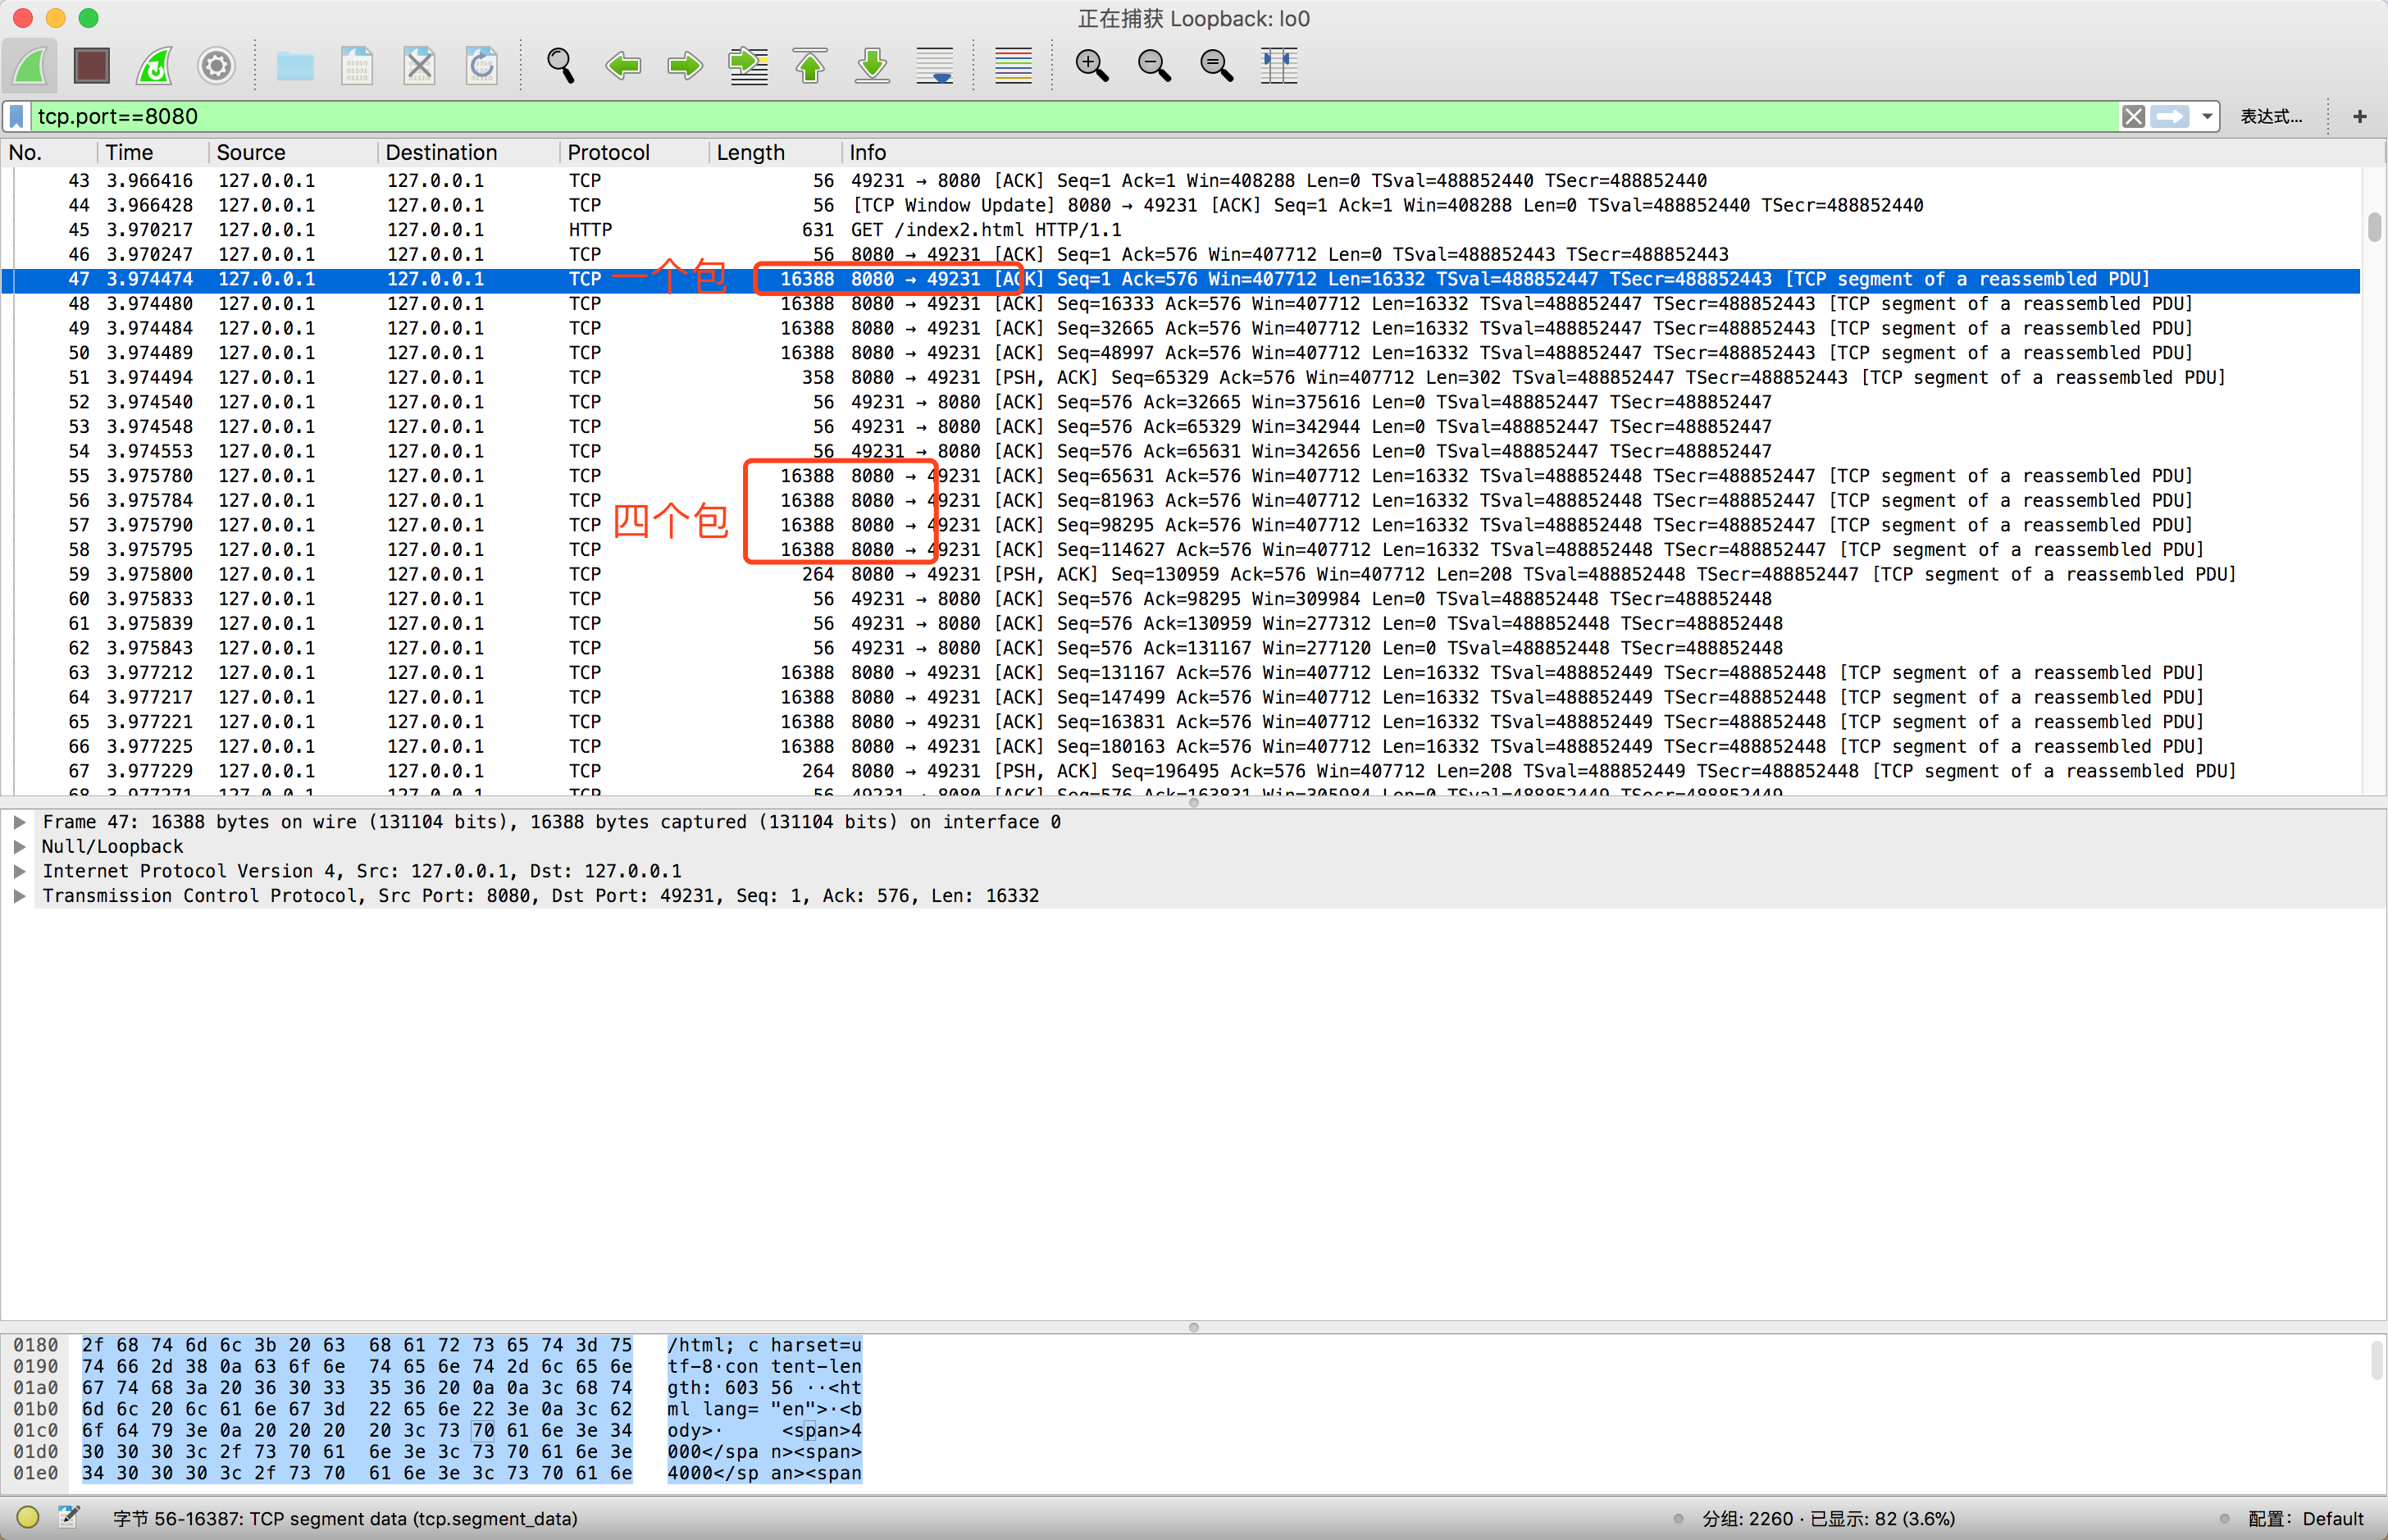 正在捕获 Loopback: lo0
tcp.port==8080
表达式…
+
No. Time Source Destination Protocol Length Info
43 3.966416 127.0.0.1 127.0.0.1 TCP 56 49231 → 8080 [ACK] Seq=1 Ack=1 Win=408288 Len=0 TSval=488852440 TSecr=488852440
44 3.966428 127.0.0.1 127.0.0.1 TCP 56 [TCP Window Update] 8080 → 49231 [ACK] Seq=1 Ack=1 Win=408288 Len=0 TSval=488852440 TSecr=488852440
45 3.970217 127.0.0.1 127.0.0.1 HTTP 631 GET /index2.html HTTP/1.1
46 3.970247 127.0.0.1 127.0.0.1 TCP 56 8080 → 49231 [ACK] Seq=1 Ack=576 Win=407712 Len=0 TSval=488852443 TSecr=488852443
47 3.974474 127.0.0.1 127.0.0.1 TCP 一个包 16388 8080 → 49231 [ACK] Seq=1 Ack=576 Win=407712 Len=16332 TSval=488852447 TSecr=488852443 [TCP segment of a reassembled PDU]
48 3.974480 127.0.0.1 127.0.0.1 TCP 16388 8080 → 49231 [ACK] Seq=16333 Ack=576 Win=407712 Len=16332 TSval=488852447 TSecr=488852443 [TCP segment of a reassembled PDU]
49 3.974484 127.0.0.1 127.0.0.1 TCP 16388 8080 → 49231 [ACK] Seq=32665 Ack=576 Win=407712 Len=16332 TSval=488852447 TSecr=488852443 [TCP segment of a reassembled PDU]
50 3.974489 127.0.0.1 127.0.0.1 TCP 16388 8080 → 49231 [ACK] Seq=48997 Ack=576 Win=407712 Len=16332 TSval=488852447 TSecr=488852443 [TCP segment of a reassembled PDU]
51 3.974494 127.0.0.1 127.0.0.1 TCP 358 8080 → 49231 [PSH, ACK] Seq=65329 Ack=576 Win=407712 Len=302 TSval=488852447 TSecr=488852443 [TCP segment of a reassembled PDU]
52 3.974540 127.0.0.1 127.0.0.1 TCP 56 49231 → 8080 [ACK] Seq=576 Ack=32665 Win=375616 Len=0 TSval=488852447 TSecr=488852447
53 3.974548 127.0.0.1 127.0.0.1 TCP 56 49231 → 8080 [ACK] Seq=576 Ack=65329 Win=342944 Len=0 TSval=488852447 TSecr=488852447
54 3.974553 127.0.0.1 127.0.0.1 TCP 56 49231 → 8080 [ACK] Seq=576 Ack=65631 Win=342656 Len=0 TSval=488852447 TSecr=488852447
55 3.975780 127.0.0.1 127.0.0.1 TCP 16388 8080 → 49231 [ACK] Seq=65631 Ack=576 Win=407712 Len=16332 TSval=488852448 TSecr=488852447 [TCP segment of a reassembled PDU]
56 3.975784 127.0.0.1 127.0.0.1 TCP 16388 8080 → 49231 [ACK] Seq=81963 Ack=576 Win=407712 Len=16332 TSval=488852448 TSecr=488852447 [TCP segment of a reassembled PDU]
57 3.975790 127.0.0.1 127.0.0.1 TCP 四个包 16388 8080 → 49231 [ACK] Seq=98295 Ack=576 Win=407712 Len=16332 TSval=488852448 TSecr=488852447 [TCP segment of a reassembled PDU]
58 3.975795 127.0.0.1 127.0.0.1 TCP 16388 8080 → 49231 [ACK] Seq=114627 Ack=576 Win=407712 Len=16332 TSval=488852448 TSecr=488852447 [TCP segment of a reassembled PDU]
59 3.975800 127.0.0.1 127.0.0.1 TCP 264 8080 → 49231 [PSH, ACK] Seq=130959 Ack=576 Win=407712 Len=208 TSval=488852448 TSecr=488852447 [TCP segment of a reassembled PDU]
60 3.975833 127.0.0.1 127.0.0.1 TCP 56 49231 → 8080 [ACK] Seq=576 Ack=98295 Win=309984 Len=0 TSval=488852448 TSecr=488852448
61 3.975839 127.0.0.1 127.0.0.1 TCP 56 49231 → 8080 [ACK] Seq=576 Ack=130959 Win=277312 Len=0 TSval=488852448 TSecr=488852448
62 3.975843 127.0.0.1 127.0.0.1 TCP 56 49231 → 8080 [ACK] Seq=576 Ack=131167 Win=277120 Len=0 TSval=488852448 TSecr=488852448
63 3.977212 127.0.0.1 127.0.0.1 TCP 16388 8080 → 49231 [ACK] Seq=131167 Ack=576 Win=407712 Len=16332 TSval=488852449 TSecr=488852448 [TCP segment of a reassembled PDU]
64 3.977217 127.0.0.1 127.0.0.1 TCP 16388 8080 → 49231 [ACK] Seq=147499 Ack=576 Win=407712 Len=16332 TSval=488852449 TSecr=488852448 [TCP segment of a reassembled PDU]
65 3.977221 127.0.0.1 127.0.0.1 TCP 16388 8080 → 49231 [ACK] Seq=163831 Ack=576 Win=407712 Len=16332 TSval=488852449 TSecr=488852448 [TCP segment of a reassembled PDU]
66 3.977225 127.0.0.1 127.0.0.1 TCP 16388 8080 → 49231 [ACK] Seq=180163 Ack=576 Win=407712 Len=16332 TSval=488852449 TSecr=488852448 [TCP segment of a reassembled PDU]
67 3.977229 127.0.0.1 127.0.0.1 TCP 264 8080 → 49231 [PSH, ACK] Seq=196495 Ack=576 Win=407712 Len=208 TSval=488852449 TSecr=488852448 [TCP segment of a reassembled PDU]
68 3.977271 127.0.0.1 127.0.0.1 TCP 56 49231 → 8080 [ACK] Seq=576 Ack=163831 Win=305984 Len=0 TSval=488852449 TSecr=488852449
Frame 47: 16388 bytes on wire (131104 bits), 16388 bytes captured (131104 bits) on interface 0
Null/Loopback
Internet Protocol Version 4, Src: 127.0.0.1, Dst: 127.0.0.1
Transmission Control Protocol, Src Port: 8080, Dst Port: 49231, Seq: 1, Ack: 576, Len: 16332
0180 2f 68 74 6d 6c 3b 20 63 68 61 72 73 65 74 3d 75 /html; c harset=u
0190 74 66 2d 38 0a 63 6f 6e 74 65 6e 74 2d 6c 65 6e tf-8·con tent-len
01a0 67 74 68 3a 20 36 30 33 35 36 20 0a 0a 3c 68 74 gth: 603 56 ··<ht
01b0 6d 6c 20 6c 61 6e 67 3d 22 65 6e 22 3e 0a 3c 62 ml lang= "en">·<b
01c0 6f 64 79 3e 0a 20 20 20 20 3c 73 70 61 6e 3e 34 ody>· <span>4
01d0 30 30 30 3c 2f 73 70 61 6e 3e 3c 73 70 61 6e 3e 000</spa n><span>
01e0 34 30 30 30 3c 2f 73 70 61 6e 3e 3c 73 70 61 6e 4000</sp an><span
字节 56-16387: TCP segment data (tcp.segment_data)
分组: 2260 · 已显示: 82 (3.6%)
配置: Default